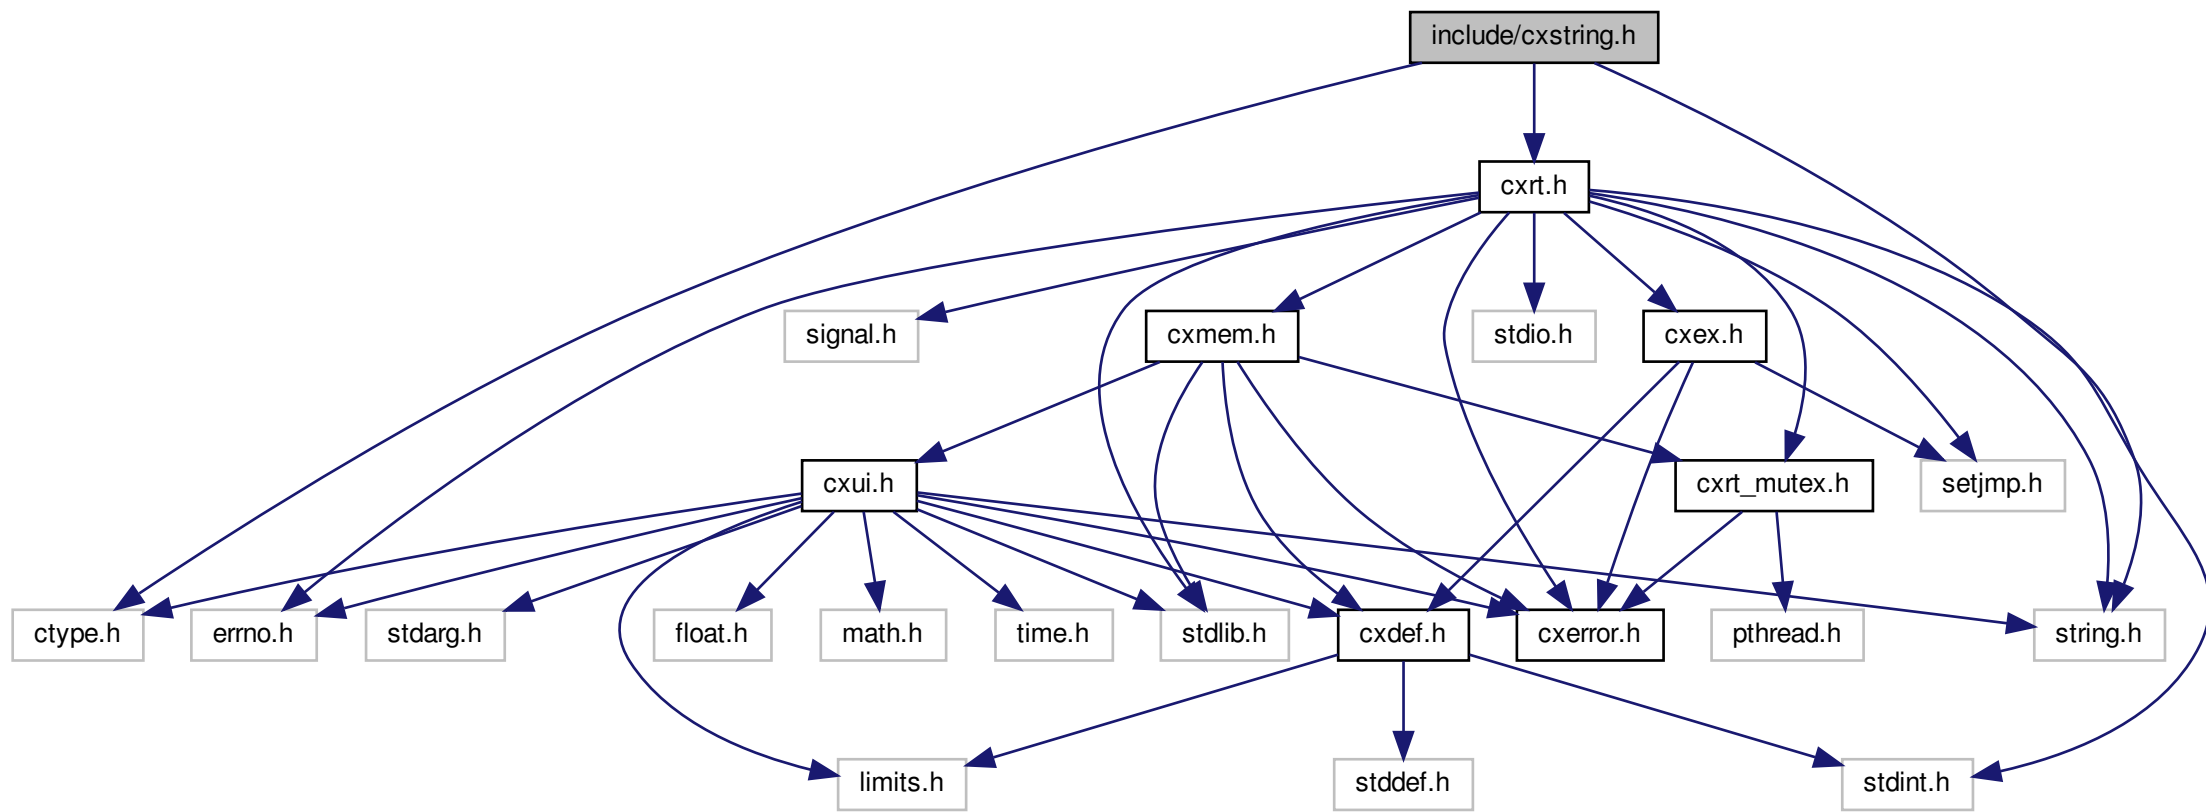 include/cxstring.h
cxrt.h
signal.h
cxmem.h
stdio.h
cxex.h
cxui.h
cxrt_mutex.h
setjmp.h
ctype.h
errno.h
stdarg.h
float.h
math.h
time.h
stdlib.h
cxdef.h
cxerror.h
pthread.h
string.h
limits.h
stddef.h
stdint.h